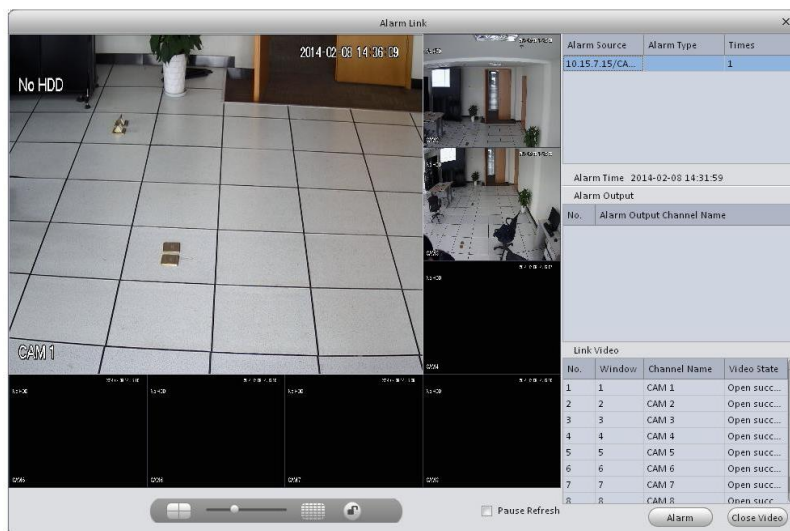 Alarm Link
×
2014-02-08 14:36:09
No HDD
CAM 1
Alarm Source Alarm Type Times
10.15.7.15/CA... 1
Alarm Time 2014-02-08 14:31:59
Alarm Output
No. Alarm Output Channel Name
Link Video
No. Window Channel Name Video State
1 1 CAM 1 Open succ...
2 2 CAM 2 Open succ...
3 3 CAM 3 Open succ...
4 4 CAM 4 Open succ...
5 5 CAM 5 Open succ...
6 6 CAM 6 Open succ...
7 7 CAM 7 Open succ...
8 8 CAM 8 Open succ...
Pause Refresh
Alarm
Close Video